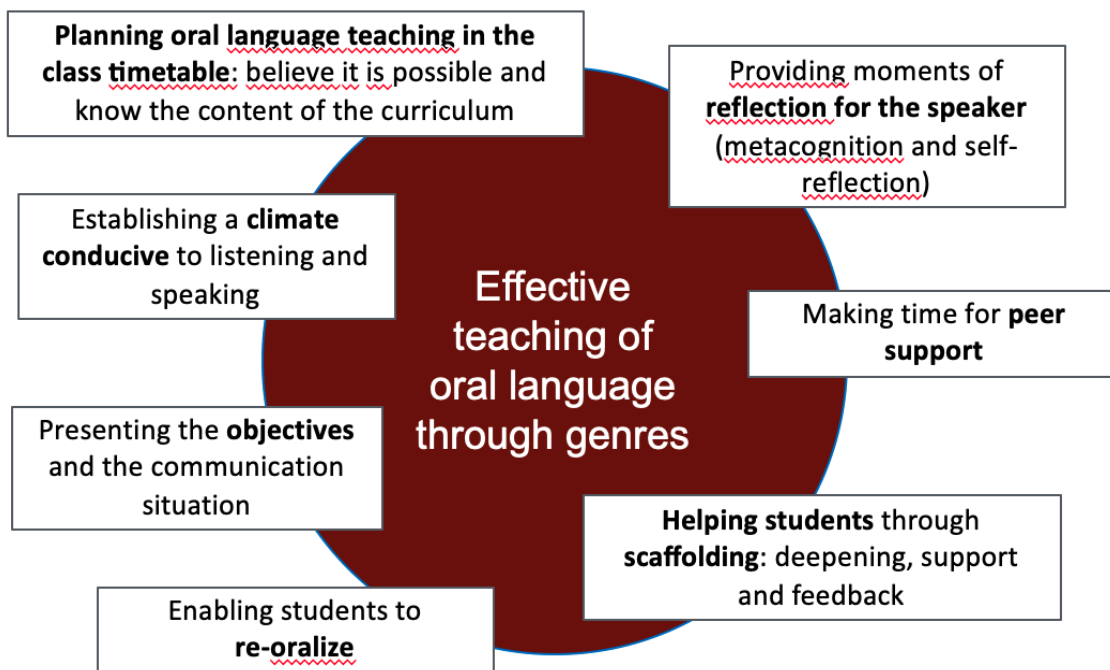 Planning oral language teaching in the
class timetable: believe it is possible and
know the content of the curriculum
Providing moments of
reflection for the speaker
(metacognition and self-
reflection)
Establishing a climate
conducive to listening and
speaking
Effective
teaching of
oral language
through genres
Making time for peer
support
Presenting the objectives
and the communication
situation
Helping students through
scaffolding: deepening, support
and feedback
Enabling students to
re-oralize